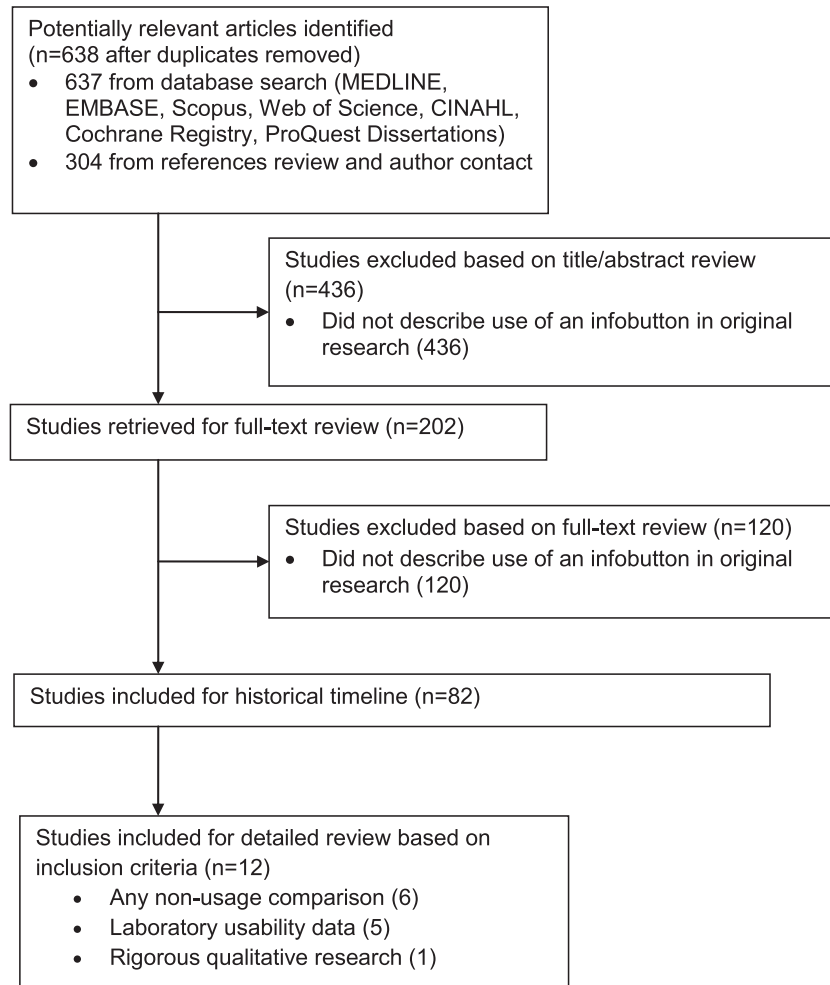 Potentially relevant articles identified
(n=638 after duplicates removed)
• 637 from database search (MEDLINE,
EMBASE, Scopus, Web of Science, CINAHL,
Cochrane Registry, ProQuest Dissertations)
• 304 from references review and author contact
Studies excluded based on title/abstract review
(n=436)
• Did not describe use of an infobutton in original
research (436)
Studies retrieved for full-text review (n=202)
Studies excluded based on full-text review (n=120)
• Did not describe use of an infobutton in original
research (120)
Studies included for historical timeline (n=82)
Studies included for detailed review based on
inclusion criteria (n=12)
• Any non-usage comparison (6)
• Laboratory usability data (5)
• Rigorous qualitative research (1)